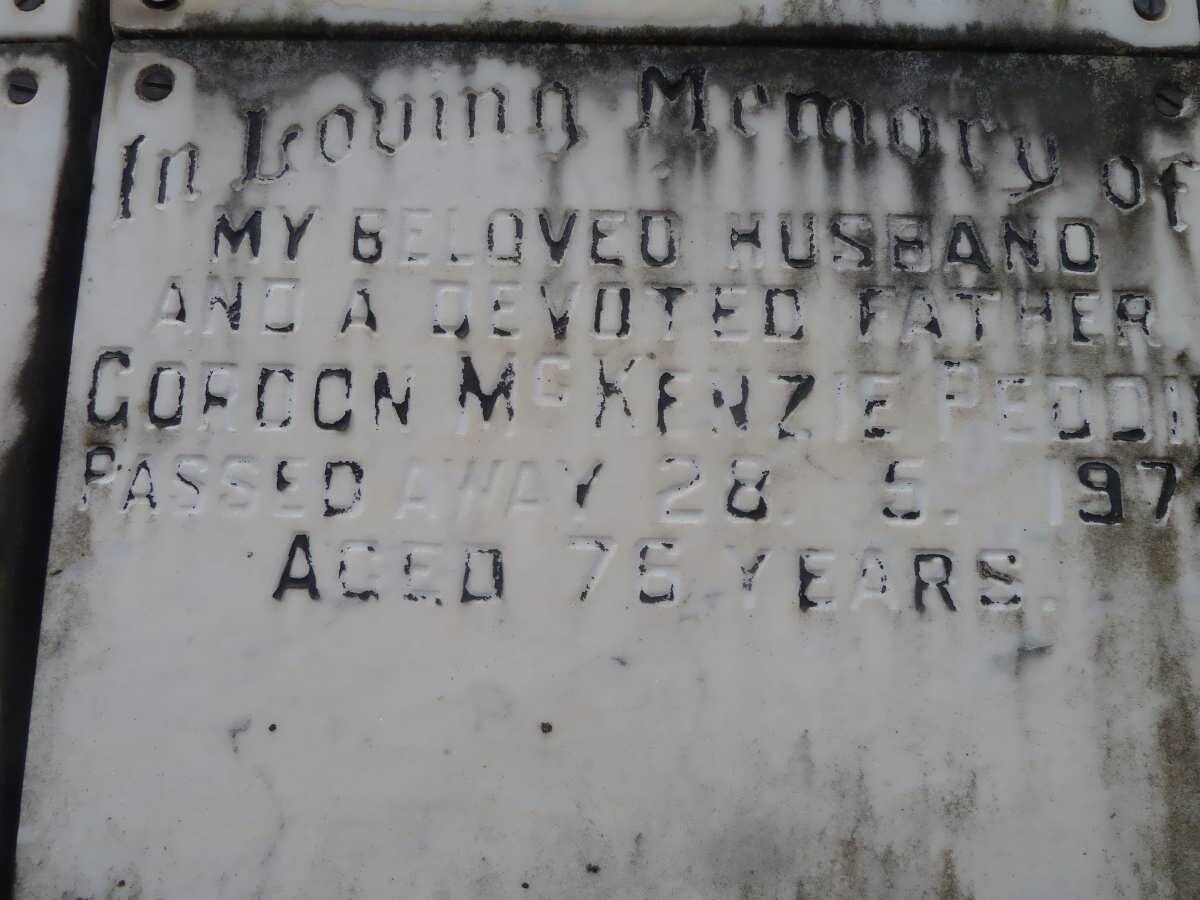 In Loving Memory of
MY BELOVED HUSBAND
AND A DEVOTED FATHER
GORDON McKENZIE
PASSED AWAY 28. 5.
AGED 76 YEARS.